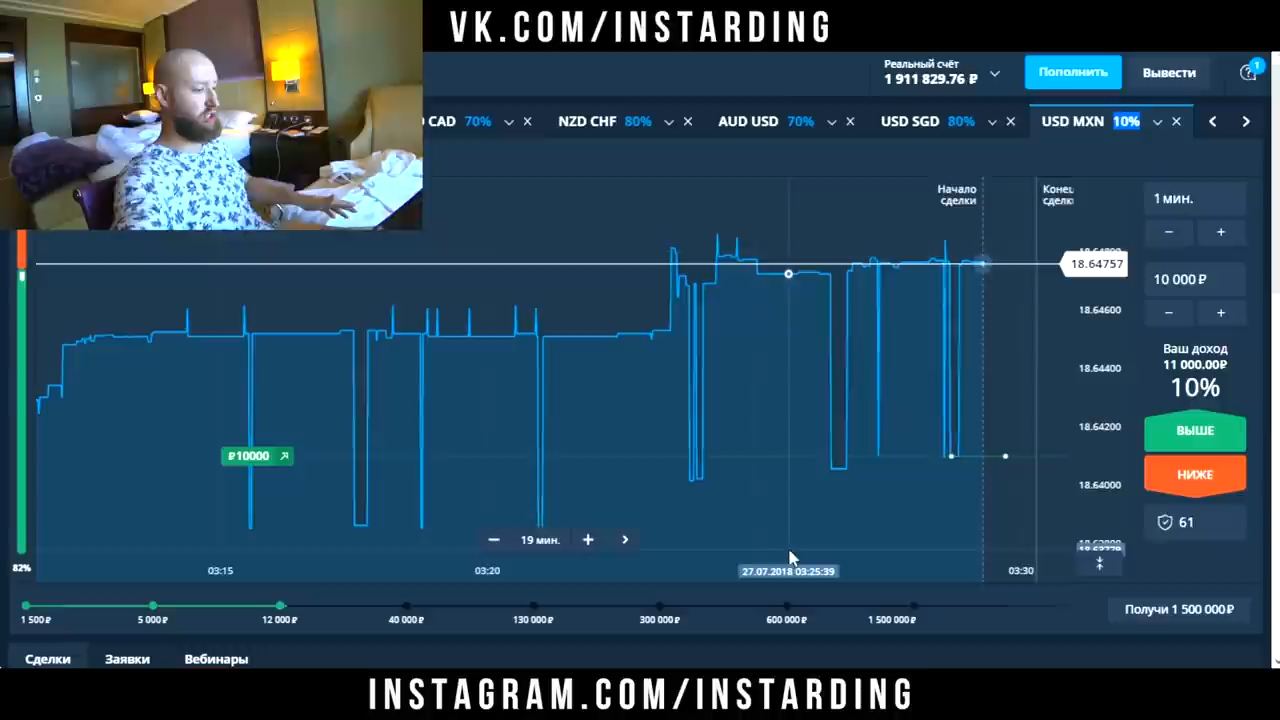 VK.COM/INSTARDING
Реальный счёт
1 911 829.76 ₽
Пополнить
Вывести
1
CAD 70%
NZD CHF 80%
AUD USD 70%
USD SGD 80%
USD MXN 10%
Начало сделки
Конец
1 мин.
− +
18.64757
10 000 ₽
− +
18.64600
Ваш доход
11 000.00₽
10%
18.64400
ВЫШЕ
18.64200
₽10000
НИЖЕ
18.64000
61
− 19 мин. +
82%
03:15
03:20
27.07.2018 03:25:39
03:30
1 500 ₽
5 000 ₽
12 000 ₽
40 000 ₽
130 000 ₽
300 000 ₽
600 000 ₽
1 500 000 ₽
Получи 1 500 000 ₽
Сделки
Заявки
Вебинары
INSTAGRAM.COM/INSTARDING